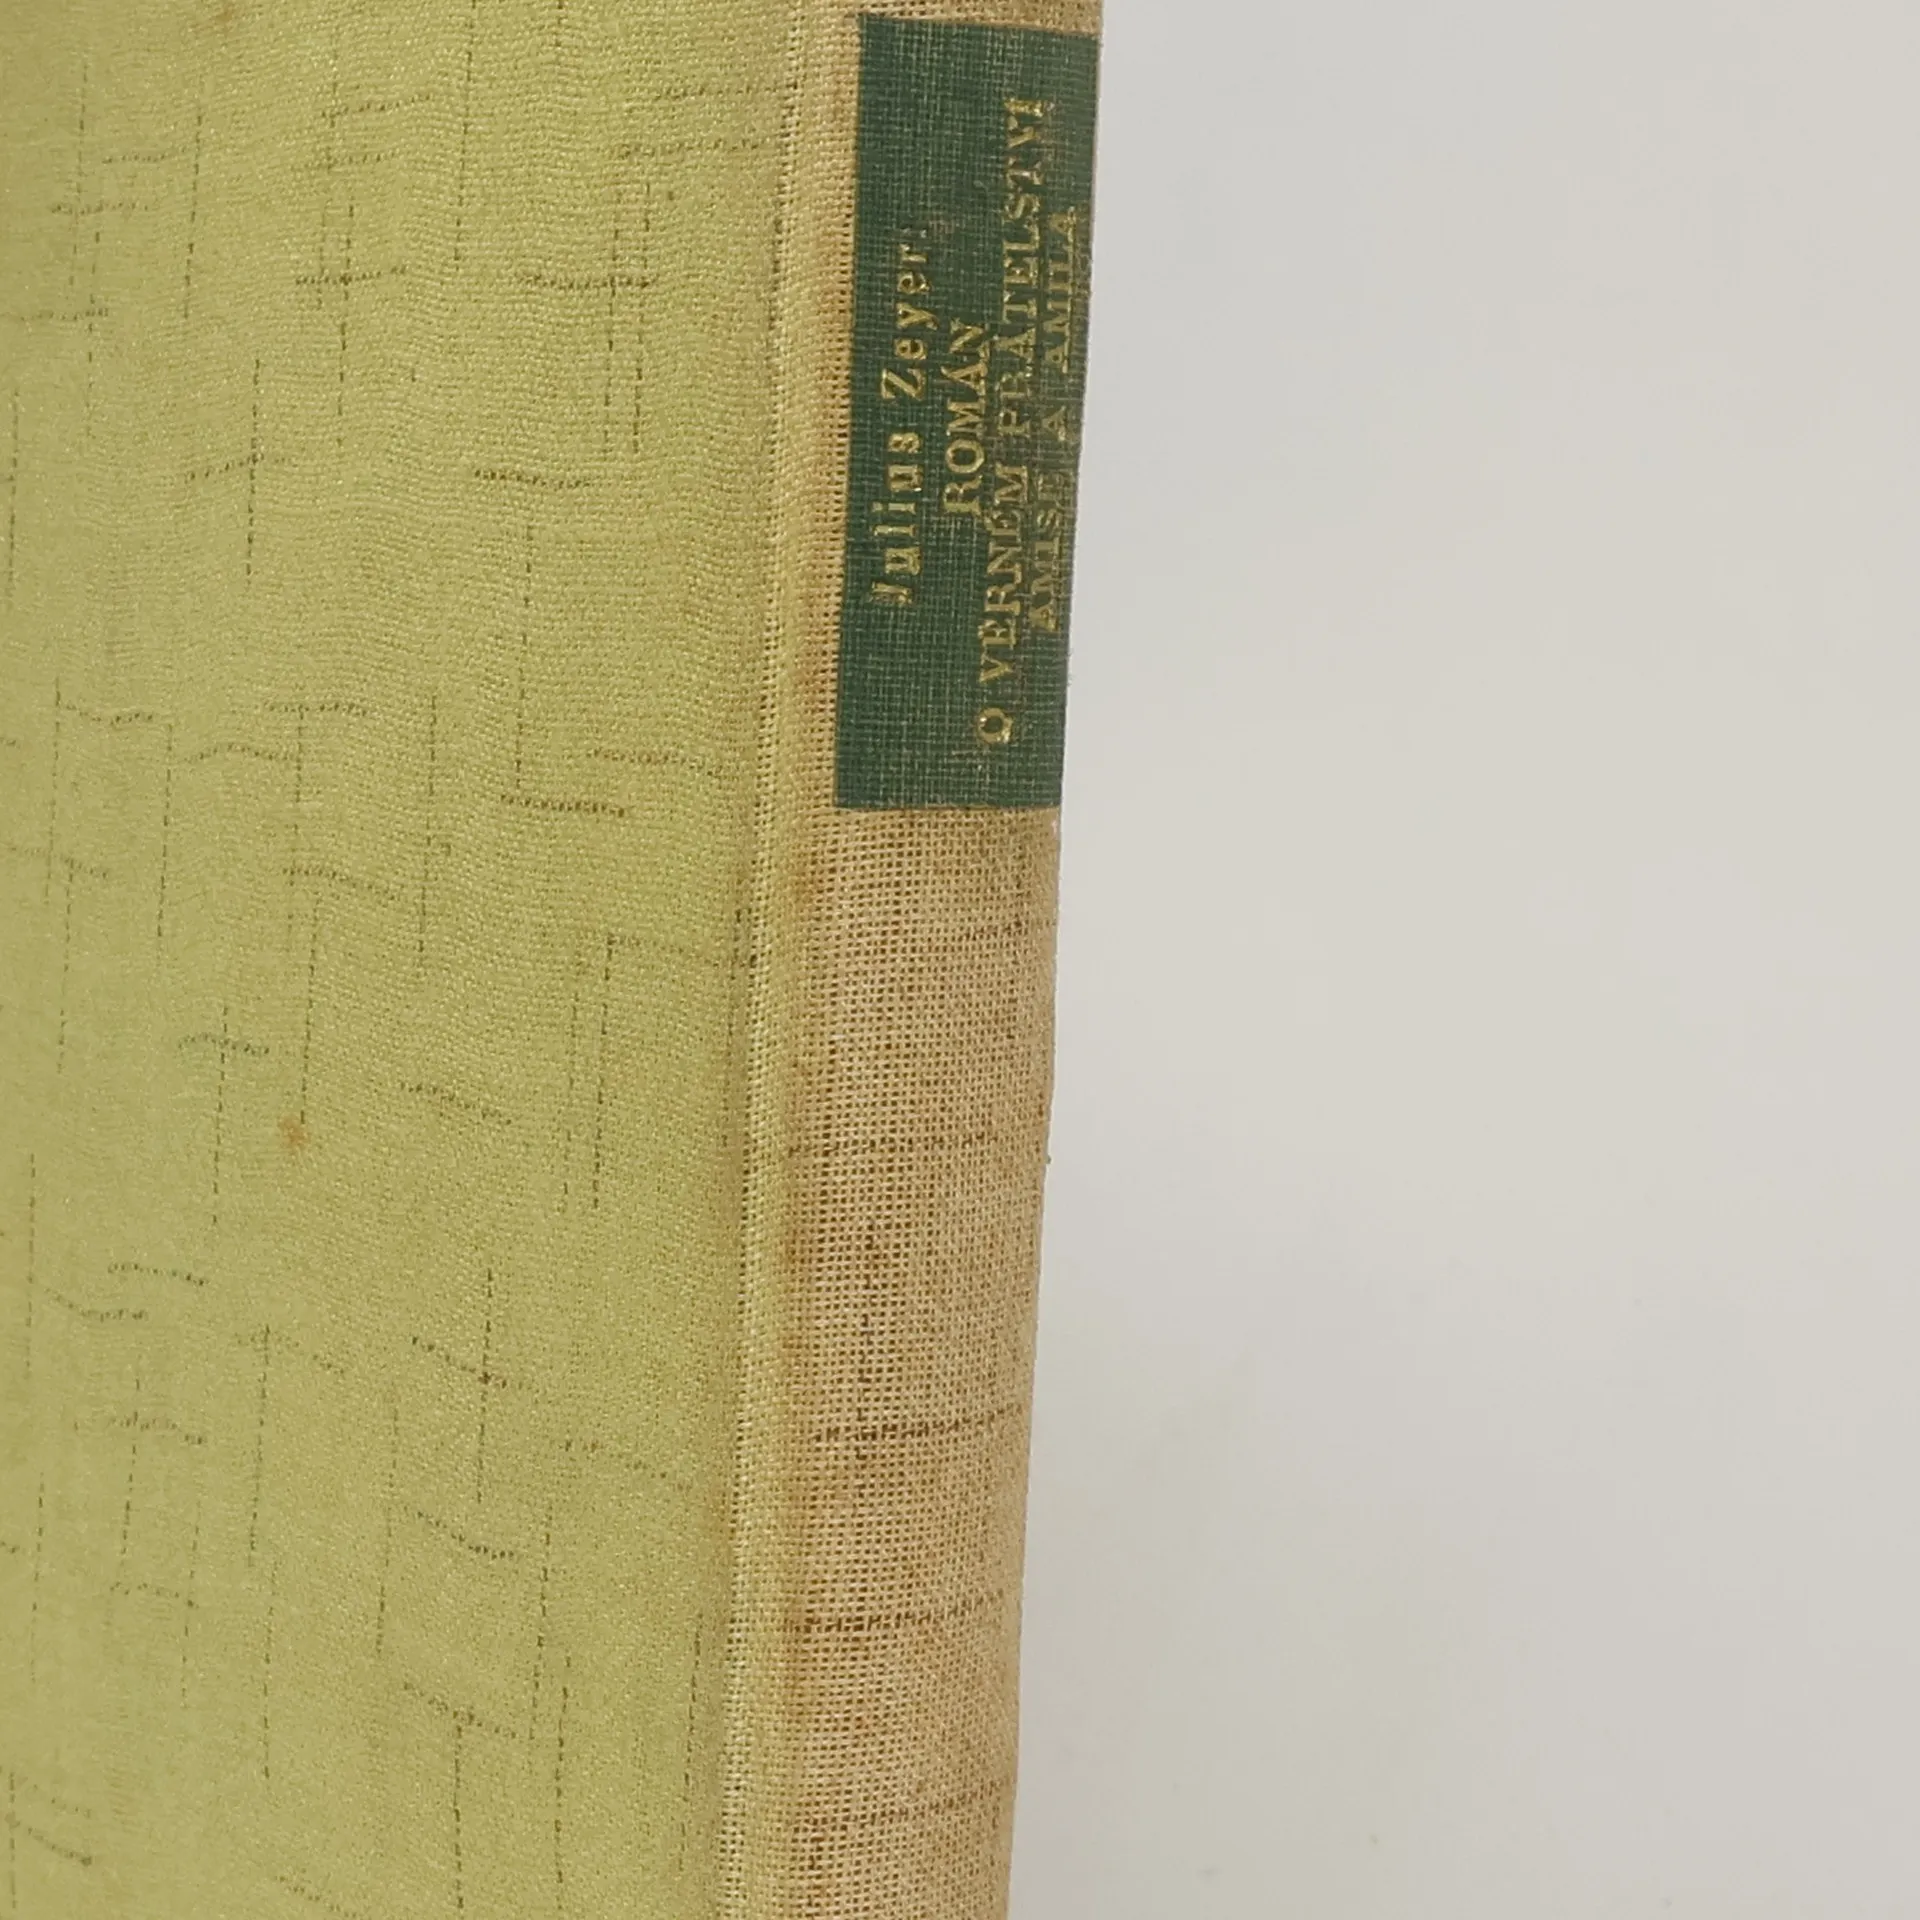 Julius Zeyer:
ROMÁN
O VĚRNÉM PŘÁTELSTVÍ
AMISE A AMILA